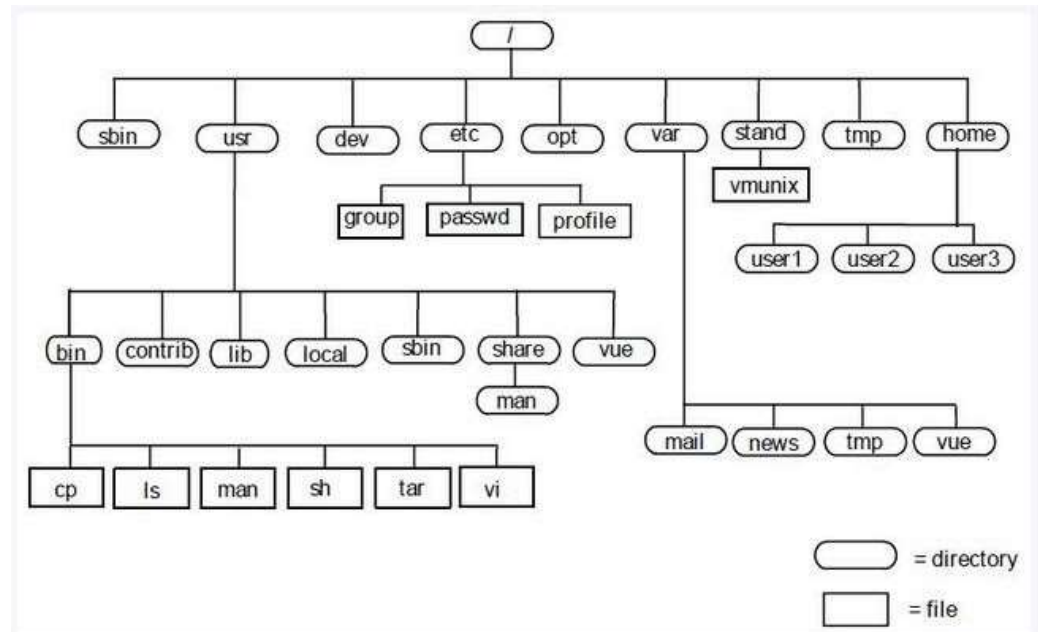 /
sbin usr dev etc opt var stand tmp home
vmunix
group passwd profile
user1 user2 user3
bin contrib lib local sbin share vue
man
mail news tmp vue
cp ls man sh tar vi
= directory
= file